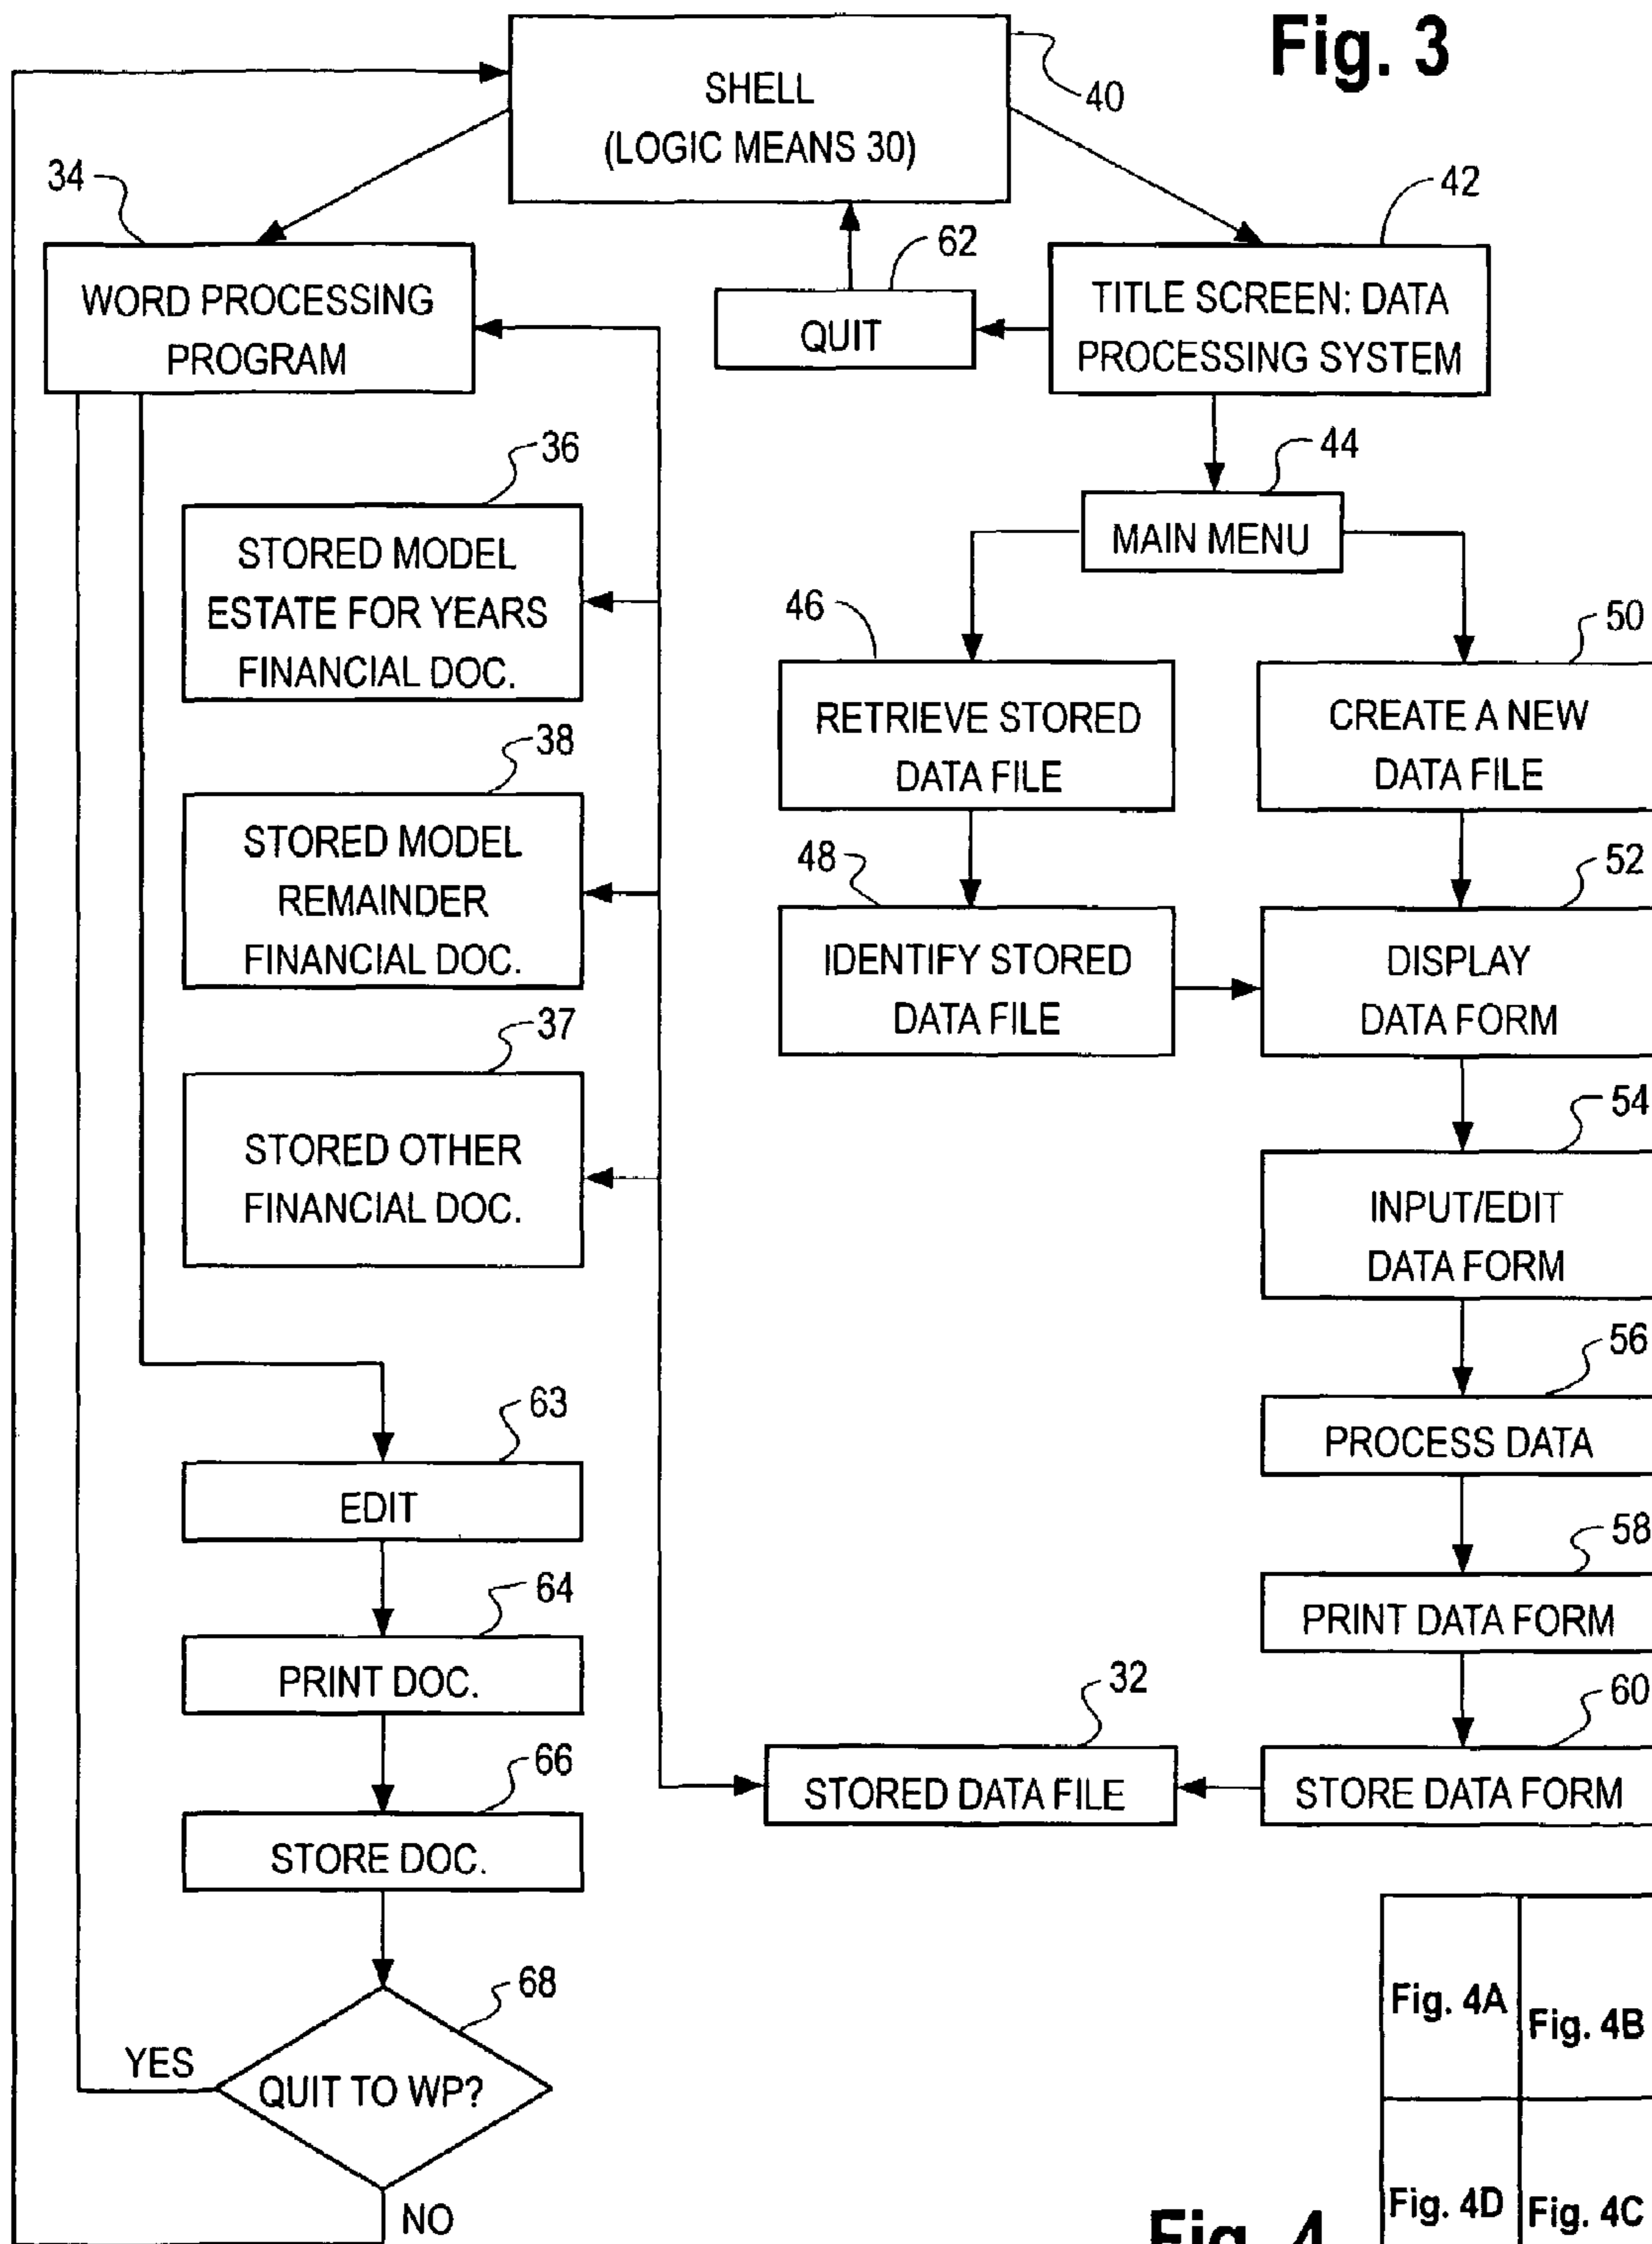 Fig. 3
SHELL
(LOGIC MEANS 30)
40
34
WORD PROCESSING
PROGRAM
62
QUIT
42
TITLE SCREEN: DATA
PROCESSING SYSTEM
44
MAIN MENU
36
STORED MODEL
ESTATE FOR YEARS
FINANCIAL DOC.
46
RETRIEVE STORED
DATA FILE
50
CREATE A NEW
DATA FILE
38
STORED MODEL
REMAINDER
FINANCIAL DOC.
48
IDENTIFY STORED
DATA FILE
52
DISPLAY
DATA FORM
37
STORED OTHER
FINANCIAL DOC.
54
INPUT/EDIT
DATA FORM
56
PROCESS DATA
63
EDIT
58
PRINT DATA FORM
64
PRINT DOC.
32
STORED DATA FILE
60
STORE DATA FORM
66
STORE DOC.
68
QUIT TO WP?
YES
NO
Fig. 4A
Fig. 4B
Fig. 4D
Fig. 4C
Fig. 4